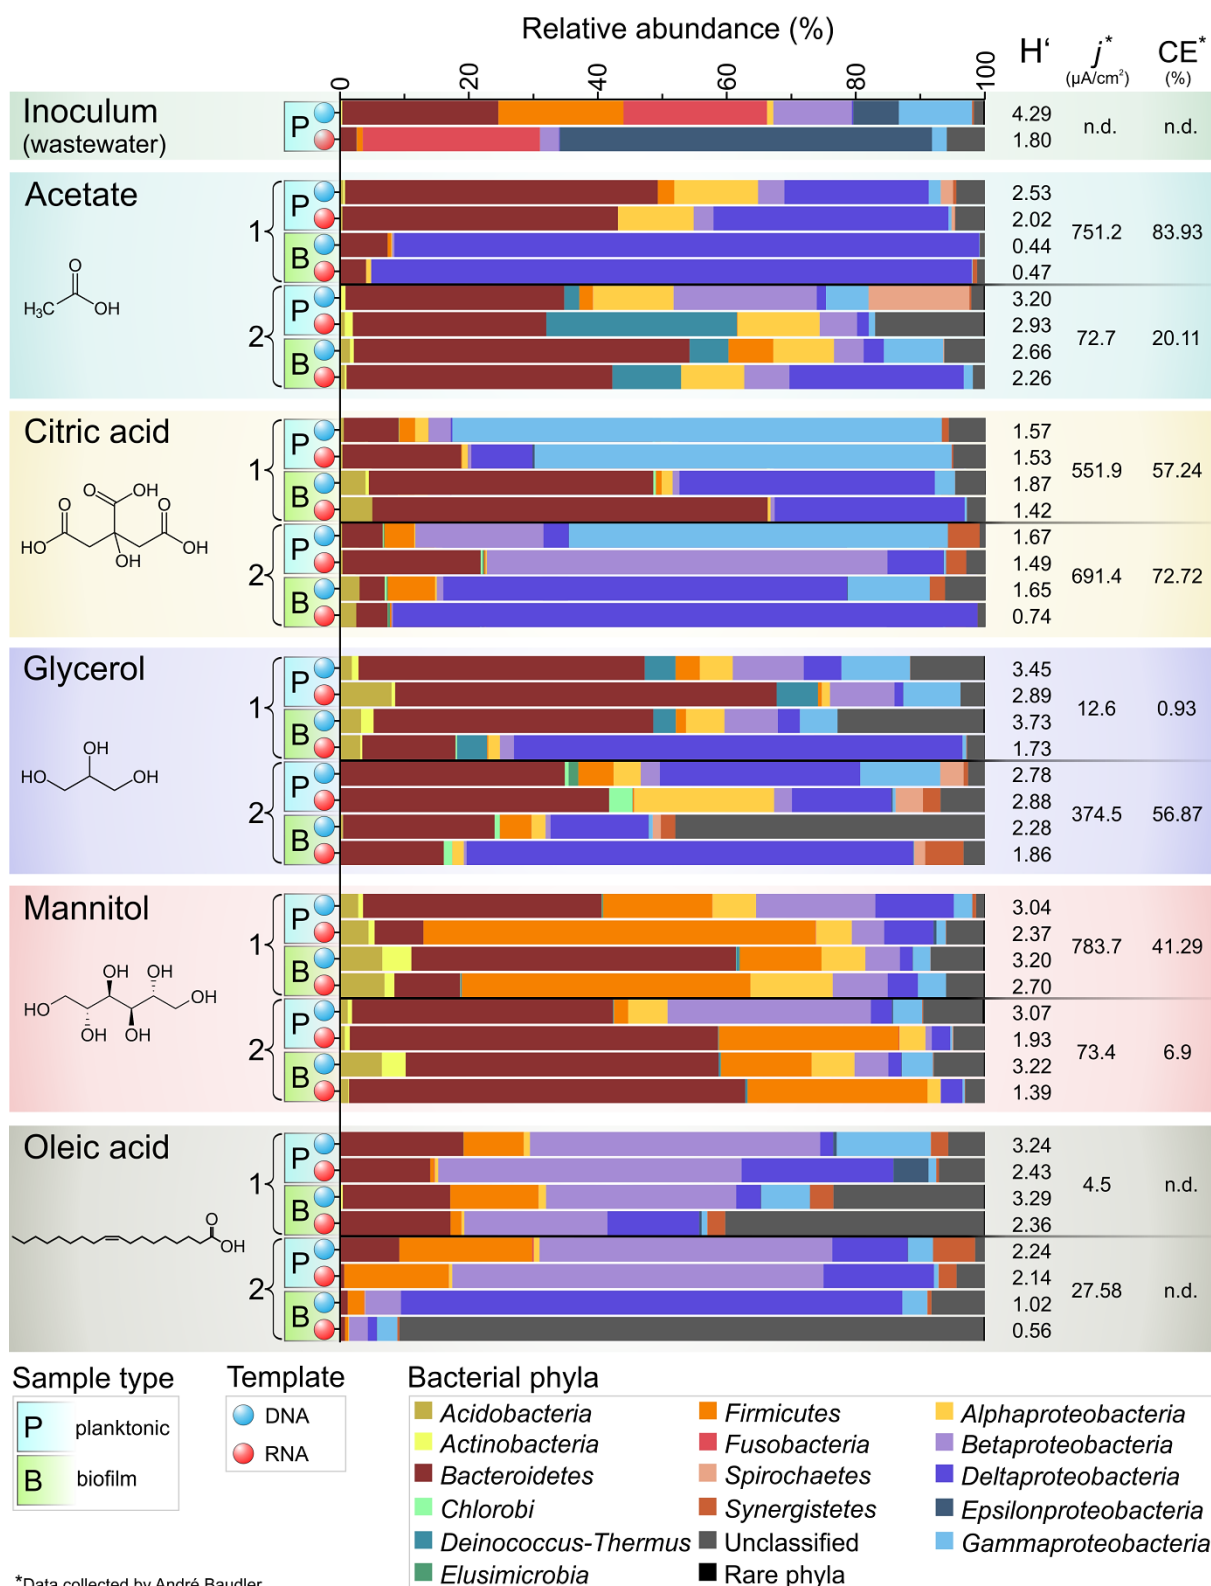 Relative abundance (%)
0 20 40 60 80 100
H‘ j* CE*
(µA/cm²) (%)
Inoculum
(wastewater)
P
4.29
1.80
n.d. n.d.
Acetate
O
H₃C OH
1
P
B
2.53
2.02
0.44
0.47
751.2 83.93
2
P
B
3.20
2.93
2.66
2.26
72.7 20.11
Citric acid
O OH O
O
HO OH OH
1
P
B
1.57
1.53
1.87
1.42
551.9 57.24
2
P
B
1.67
1.49
1.65
0.74
691.4 72.72
Glycerol
OH
HO OH
1
P
B
3.45
2.89
3.73
1.73
12.6 0.93
2
P
B
2.78
2.88
2.28
1.86
374.5 56.87
Mannitol
OH OH
HO OH
OH OH
1
P
B
3.04
2.37
3.20
2.70
783.7 41.29
2
P
B
3.07
1.93
3.22
1.39
73.4 6.9
Oleic acid
O
OH
1
P
B
3.24
2.43
3.29
2.36
4.5 n.d.
2
P
B
2.24
2.14
1.02
0.56
27.58 n.d.
Sample type
P planktonic
B biofilm
Template
DNA
RNA
Bacterial phyla
Acidobacteria
Actinobacteria
Bacteroidetes
Chlorobi
Deinococcus-Thermus
Elusimicrobia
Firmicutes
Fusobacteria
Spirochaetes
Synergistetes
Unclassified
Rare phyla
Alphaproteobacteria
Betaproteobacteria
Deltaproteobacteria
Epsilonproteobacteria
Gammaproteobacteria
*Data collected by André Baudler